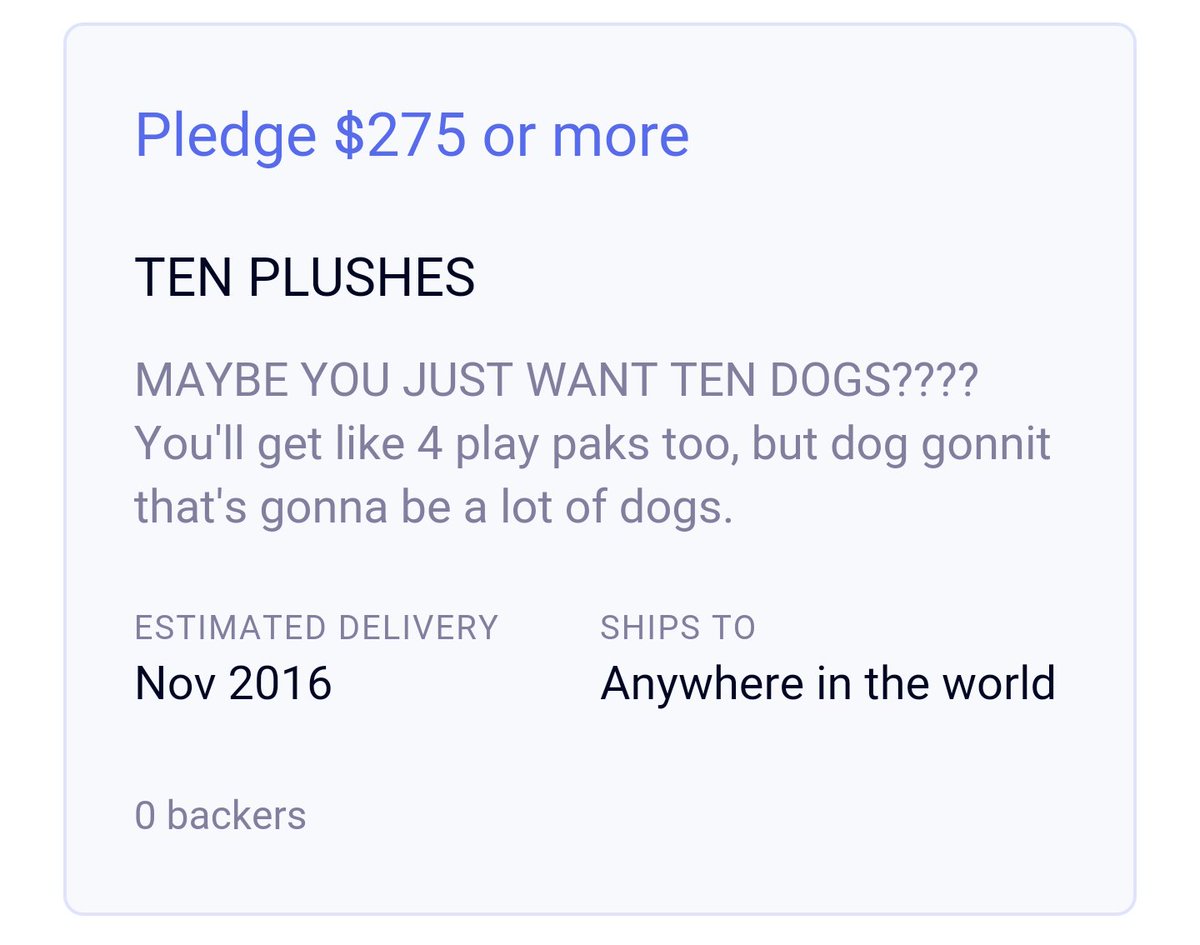 Pledge $275 or more
TEN PLUSHES
MAYBE YOU JUST WANT TEN DOGS????
You'll get like 4 play paks too, but dog gonnit
that's gonna be a lot of dogs.
ESTIMATED DELIVERY
Nov 2016
SHIPS TO
Anywhere in the world
0 backers